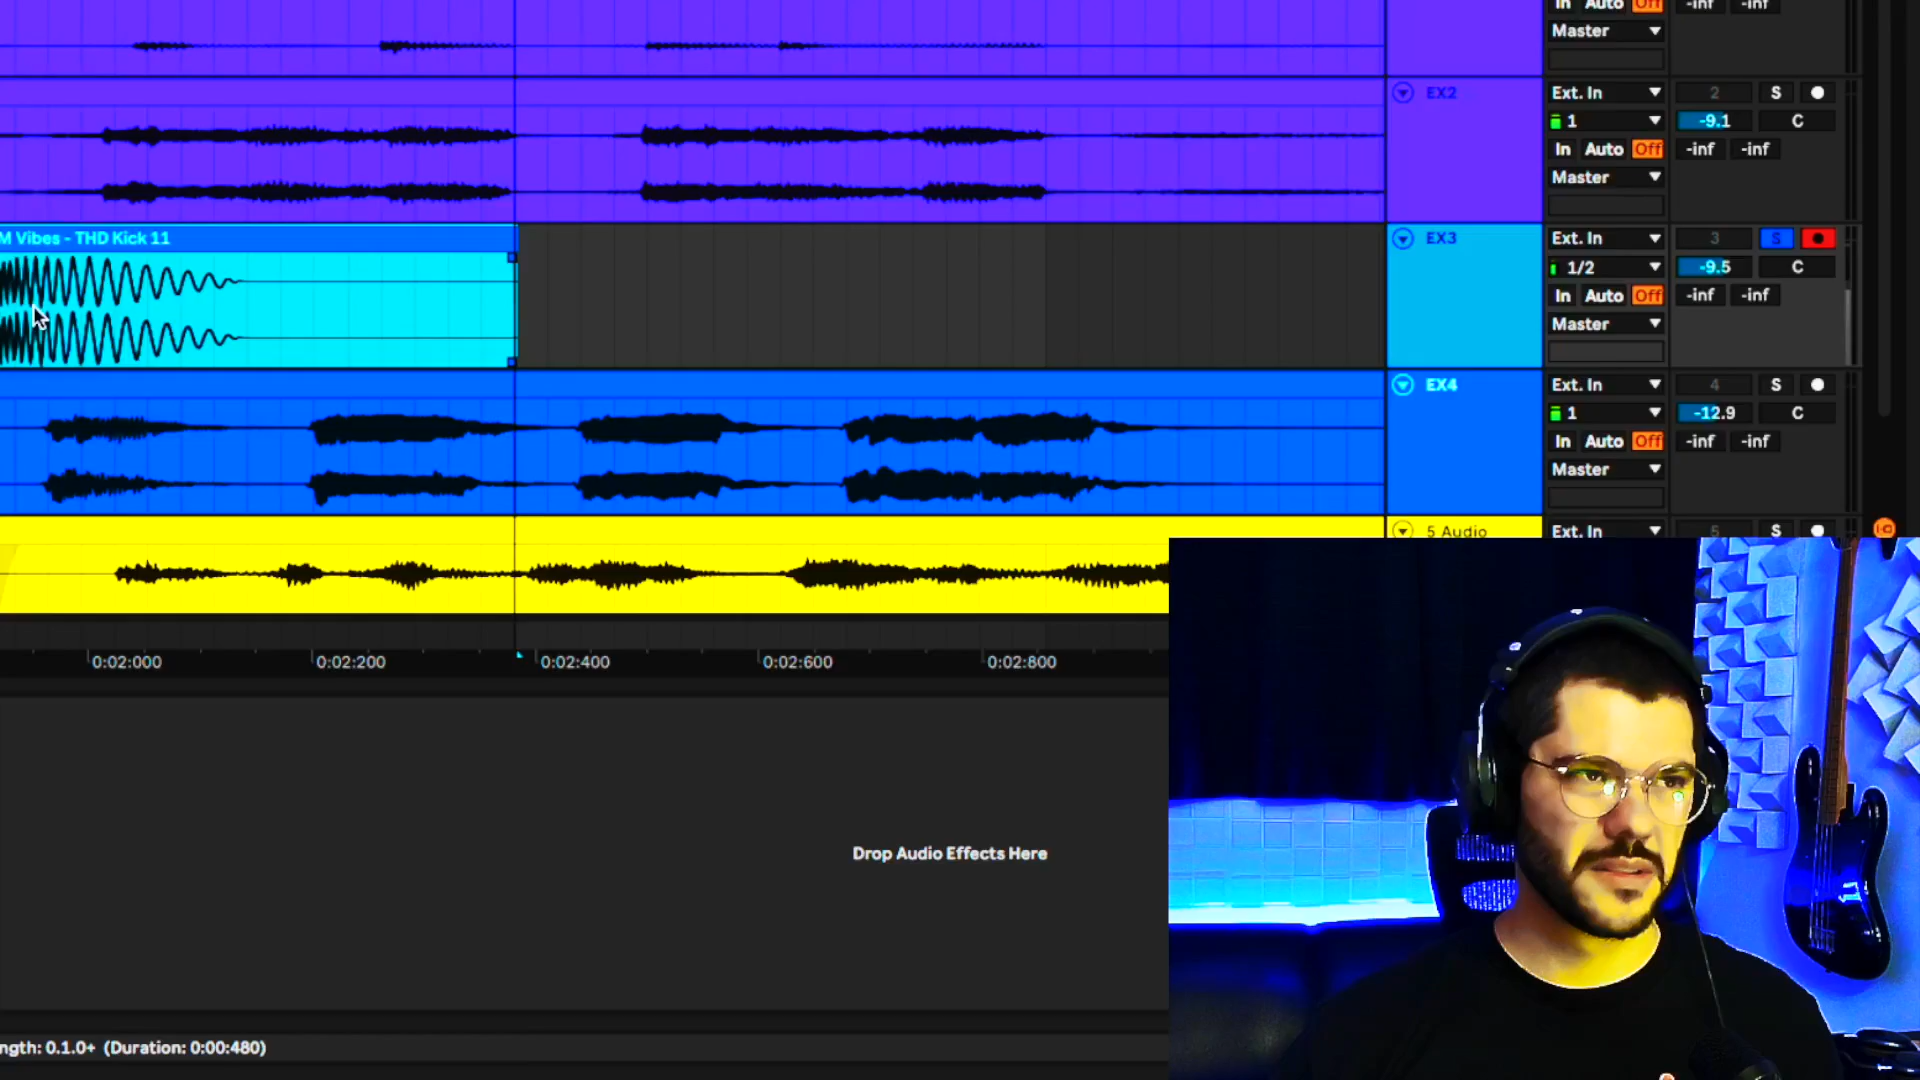 In Auto Off -inf -inf
Master
EX2 Ext. In 2 S
1 -9.1 C
In Auto Off -inf -inf
Master
M Vibes - THD Kick 11 EX3 Ext. In 3 S
1/2 -9.5 C
In Auto Off -inf -inf
Master
EX4 Ext. In 4 S
1 -12.9 C
In Auto Off -inf -inf
Master
5 Audio Ext. In 5 S
0:02:000 0:02:200 0:02:400 0:02:600 0:02:800
Drop Audio Effects Here
ngth: 0.1.0+ (Duration: 0:00:480)